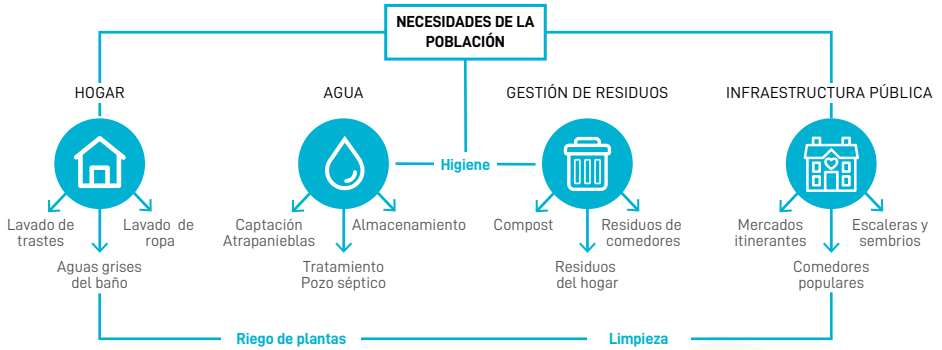 NECESIDADES DE LA
POBLACIÓN
HOGAR
AGUA
GESTIÓN DE RESIDUOS
INFRAESTRUCTURA PÚBLICA
Higiene
Lavado de
trastes
Lavado de
ropa
Aguas grises
del baño
Captación
Atrapanieblas
Almacenamiento
Tratamiento
Pozo séptico
Compost
Residuos de
comedores
Residuos
del hogar
Mercados
itinerantes
Escaleras y
sembrios
Comedores
populares
Riego de plantas
Limpieza